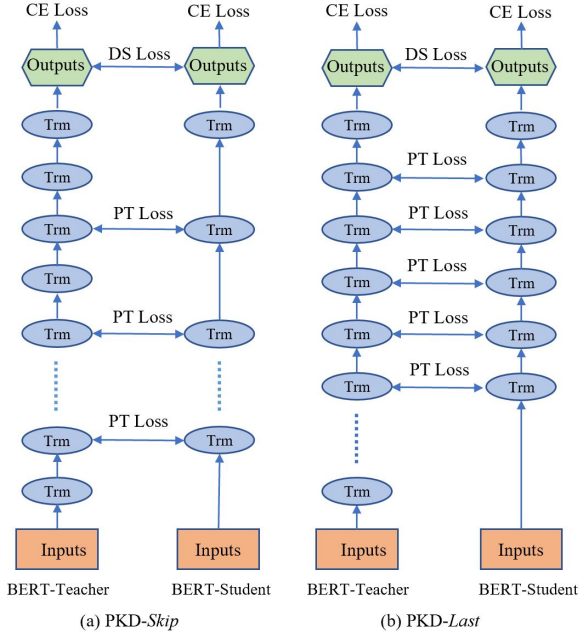 CE Loss CE Loss CE Loss CE Loss
Outputs DS Loss Outputs Outputs DS Loss Outputs
Trm Trm Trm Trm
Trm Trm PT Loss Trm
Trm PT Loss Trm Trm PT Loss Trm
Trm Trm PT Loss Trm
Trm PT Loss Trm Trm PT Loss Trm
Trm PT Loss Trm
Trm PT Loss Trm
Trm Trm
Inputs Inputs Inputs Inputs
BERT-Teacher BERT-Student BERT-Teacher BERT-Student
(a) PKD-Skip (b) PKD-Last